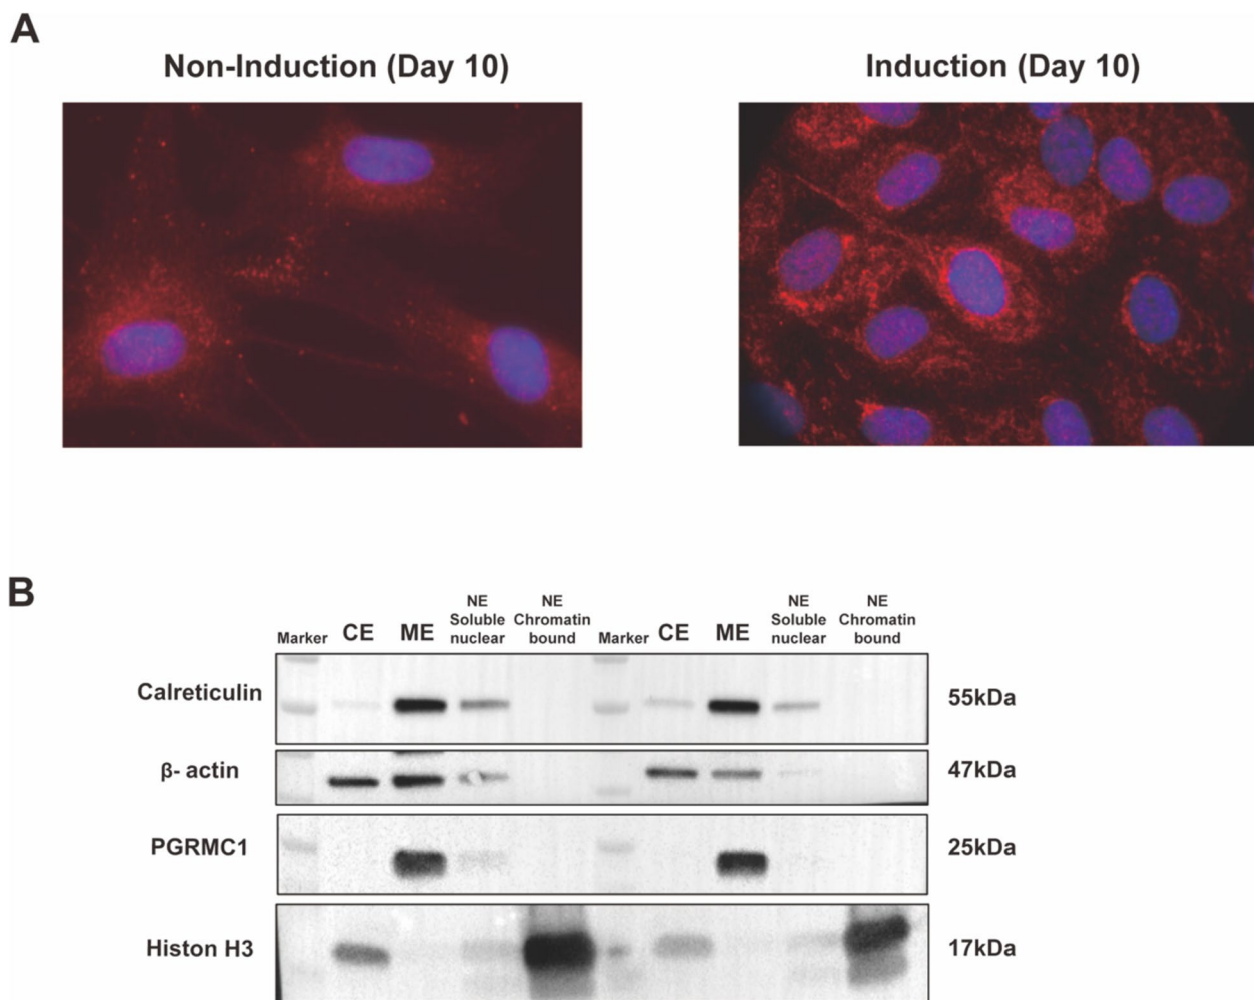 A
Non-Induction (Day 10)
Induction (Day 10)
B
Marker CE ME NE Soluble nuclear NE Chromatin bound Marker CE ME NE Soluble nuclear NE Chromatin bound
Calreticulin 55kDa
β- actin 47kDa
PGRMC1 25kDa
Histon H3 17kDa